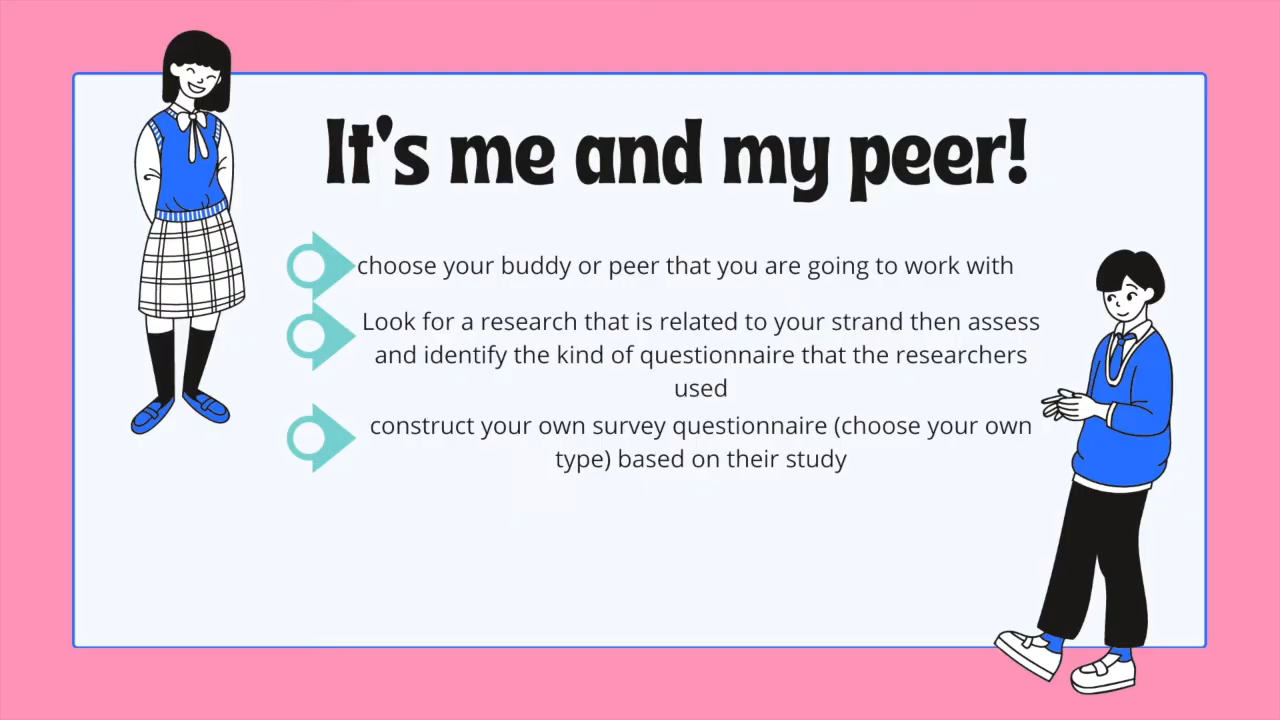 It's me and my peer!
choose your buddy or peer that you are going to work with
Look for a research that is related to your strand then assess
and identify the kind of questionnaire that the researchers
used
construct your own survey questionnaire (choose your own
type) based on their study